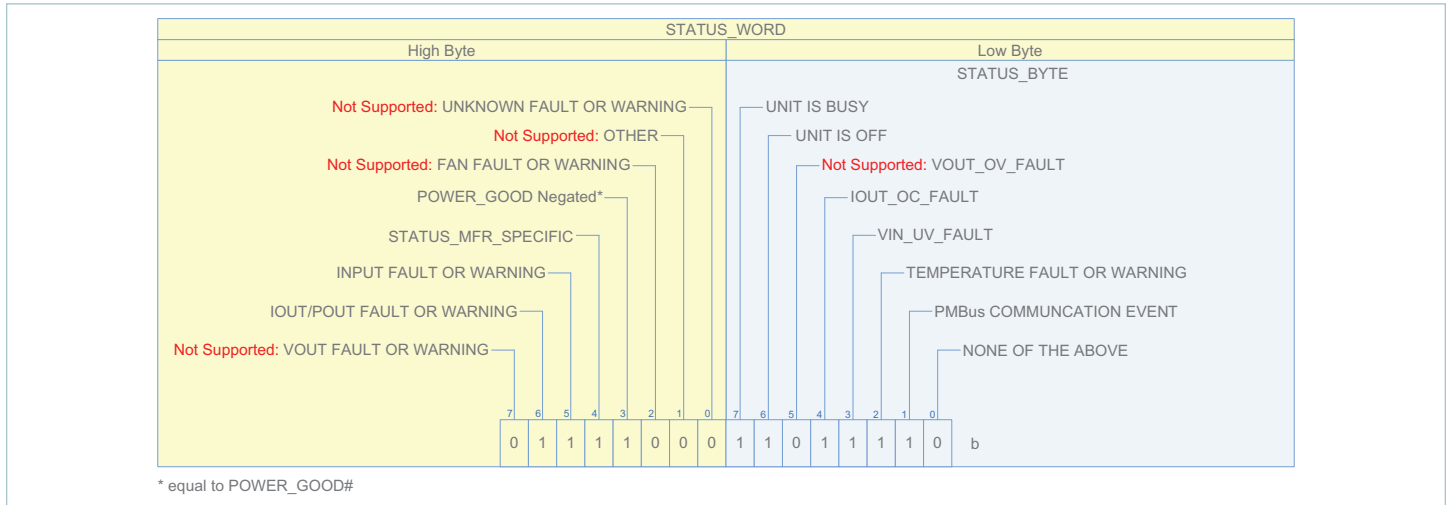 STATUS_WORD
High Byte
Low Byte
STATUS_BYTE
Not Supported: UNKNOWN FAULT OR WARNING
UNIT IS BUSY
Not Supported: OTHER
UNIT IS OFF
Not Supported: FAN FAULT OR WARNING
Not Supported: VOUT_OV_FAULT
POWER_GOOD Negated*
IOUT_OC_FAULT
STATUS_MFR_SPECIFIC
VIN_UV_FAULT
INPUT FAULT OR WARNING
TEMPERATURE FAULT OR WARNING
IOUT/POUT FAULT OR WARNING
PMBus COMMUNCATION EVENT
Not Supported: VOUT FAULT OR WARNING
NONE OF THE ABOVE
7 6 5 4 3 2 1 0 7 6 5 4 3 2 1 0
0 1 1 1 1 0 0 0 1 1 0 1 1 1 1 0 b
* equal to POWER_GOOD#